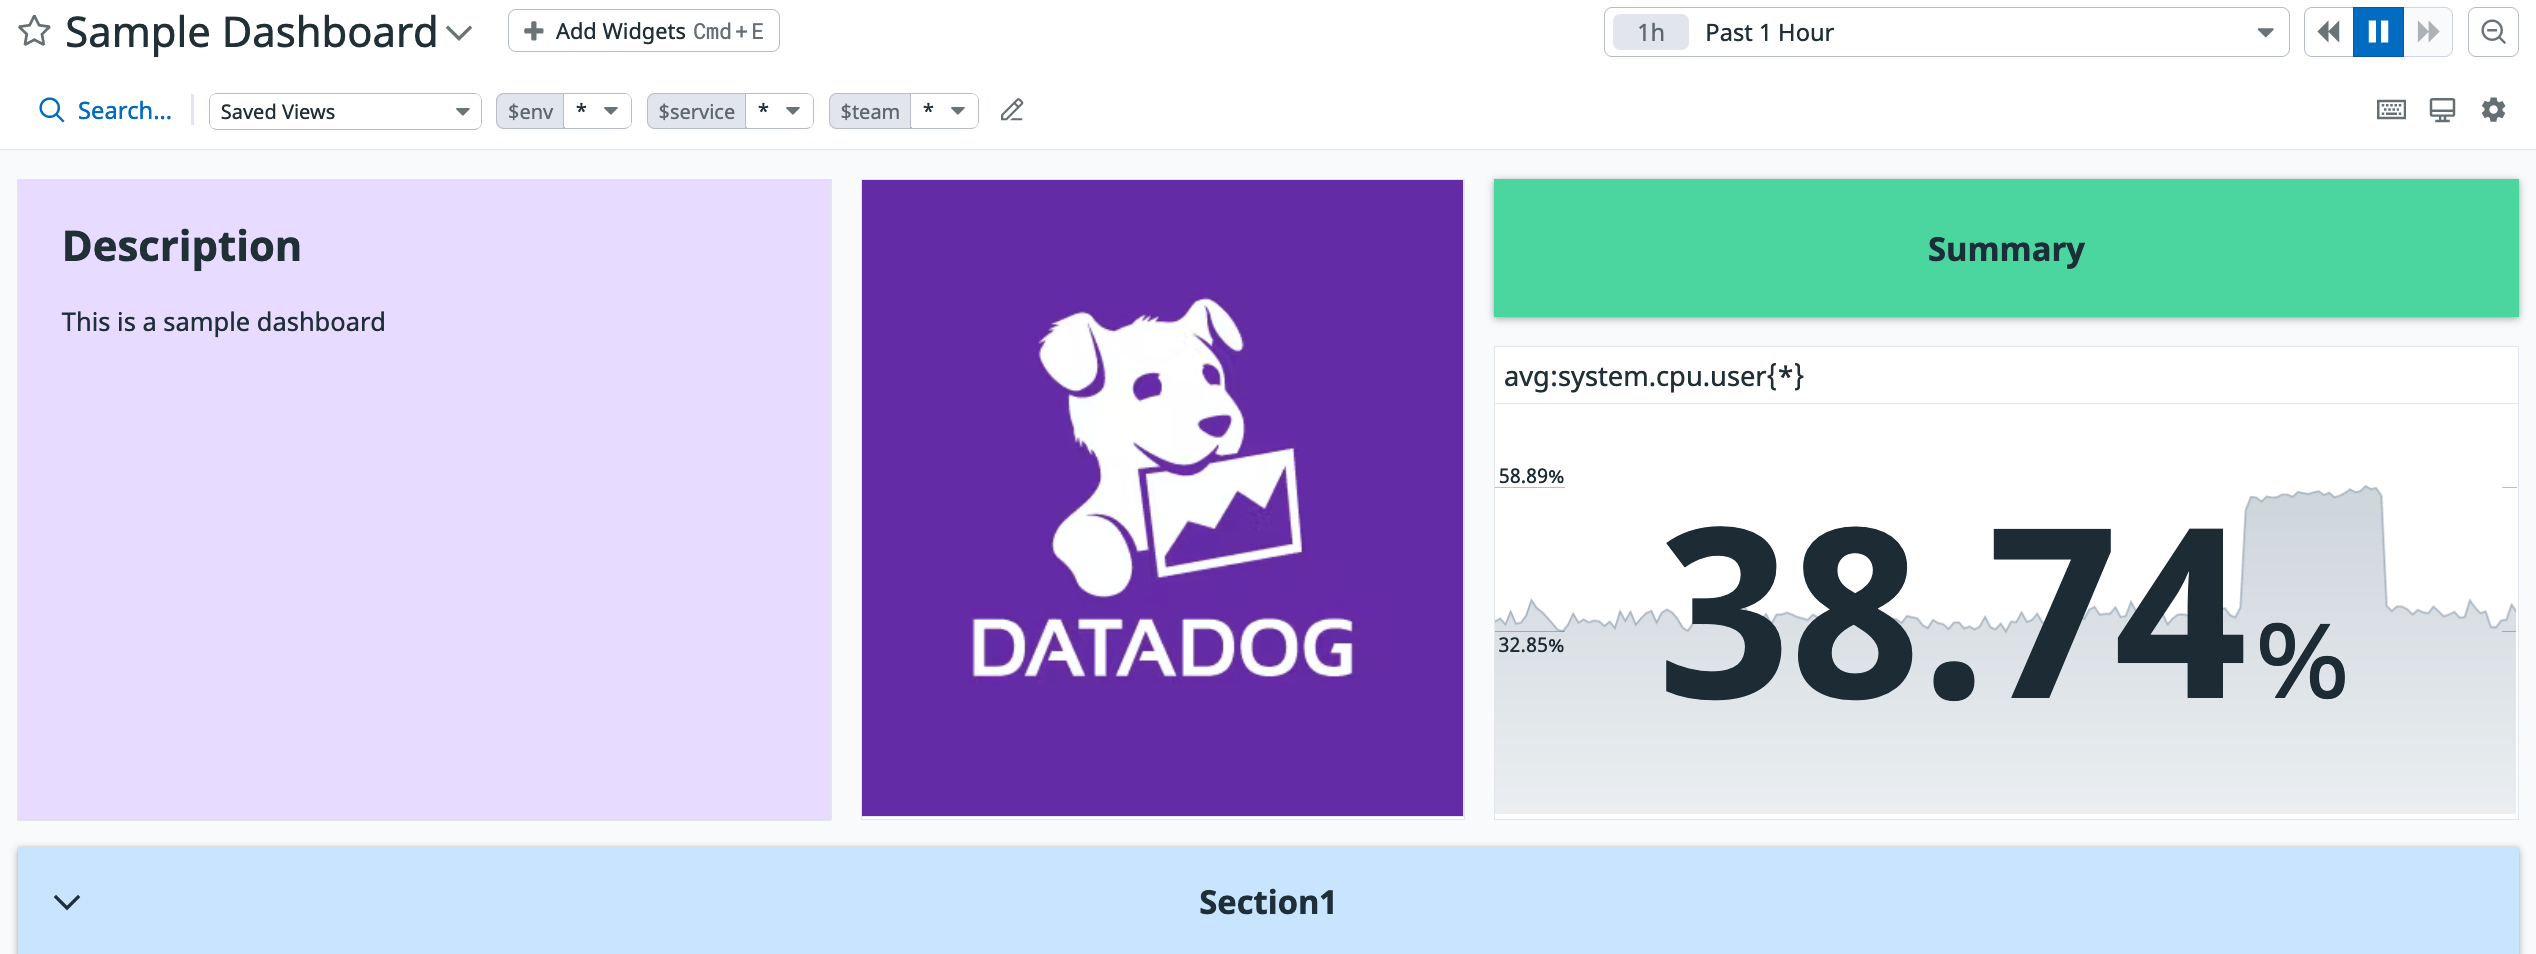 Sample Dashboard
Add Widgets Cmd+E
1h Past 1 Hour
Search...
Saved Views
$env *
$service *
$team *
Description
This is a sample dashboard
DATADOG
Summary
avg:system.cpu.user{*}
58.89%
38.74%
32.85%
Section1